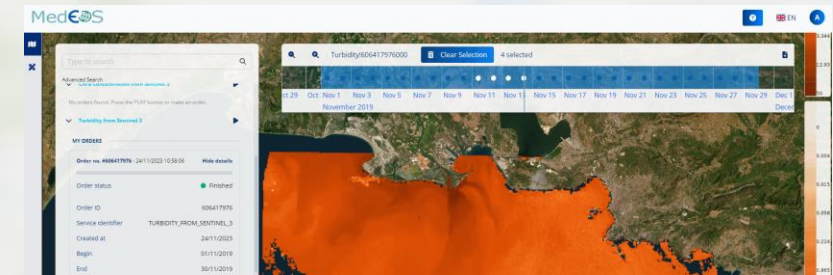 MedEOS
EN
A
Type to search
Advanced Search
No orders found. Press the PLAY button or make an order.
Turbidity from Sentinel 3
MY ORDERS
Order no. #606417976 - 24/11/2023 10:58:06 Hide details
Order status Finished
Order ID 606417976
Service identifier TURBIDITY_FROM_SENTINEL_3
Created at 24/11/2023
Begin 01/11/2019
End 30/11/2019
Turbidity/606417976000 Clear Selection 4 selected
ct 29 Oct Nov 1 Nov 3 Nov 5 Nov 7 Nov 9 Nov 11 Nov 13 Nov 15 Nov 17 Nov 19 Nov 21 Nov 23 Nov 25 Nov 27 Nov 29 Dec 1
November 2019 Decer
50
0